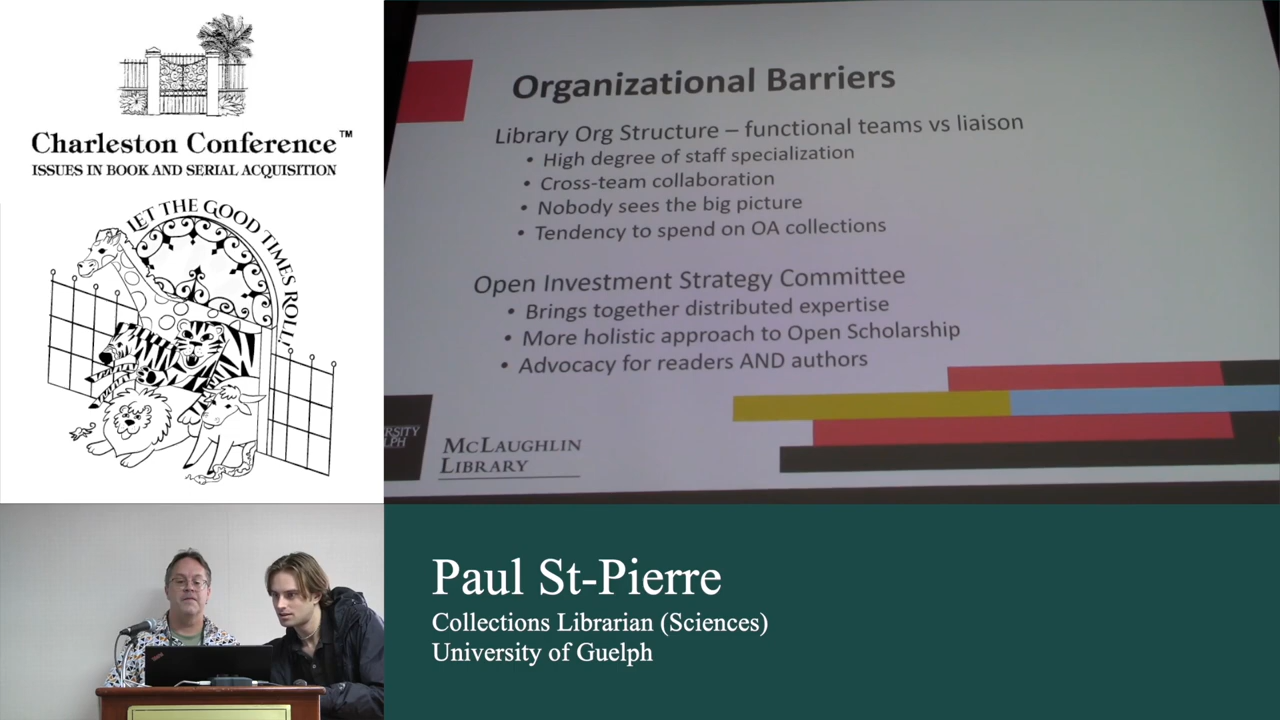 Charleston Conference™
ISSUES IN BOOK AND SERIAL ACQUISITION
LET THE GOOD TIMES ROLL!
Organizational Barriers
Library Org Structure – functional teams vs liaison
• High degree of staff specialization
• Cross-team collaboration
• Nobody sees the big picture
• Tendency to spend on OA collections
Open Investment Strategy Committee
• Brings together distributed expertise
• More holistic approach to Open Scholarship
• Advocacy for readers AND authors
McLAUGHLIN
LIBRARY
Paul St-Pierre
Collections Librarian (Sciences)
University of Guelph